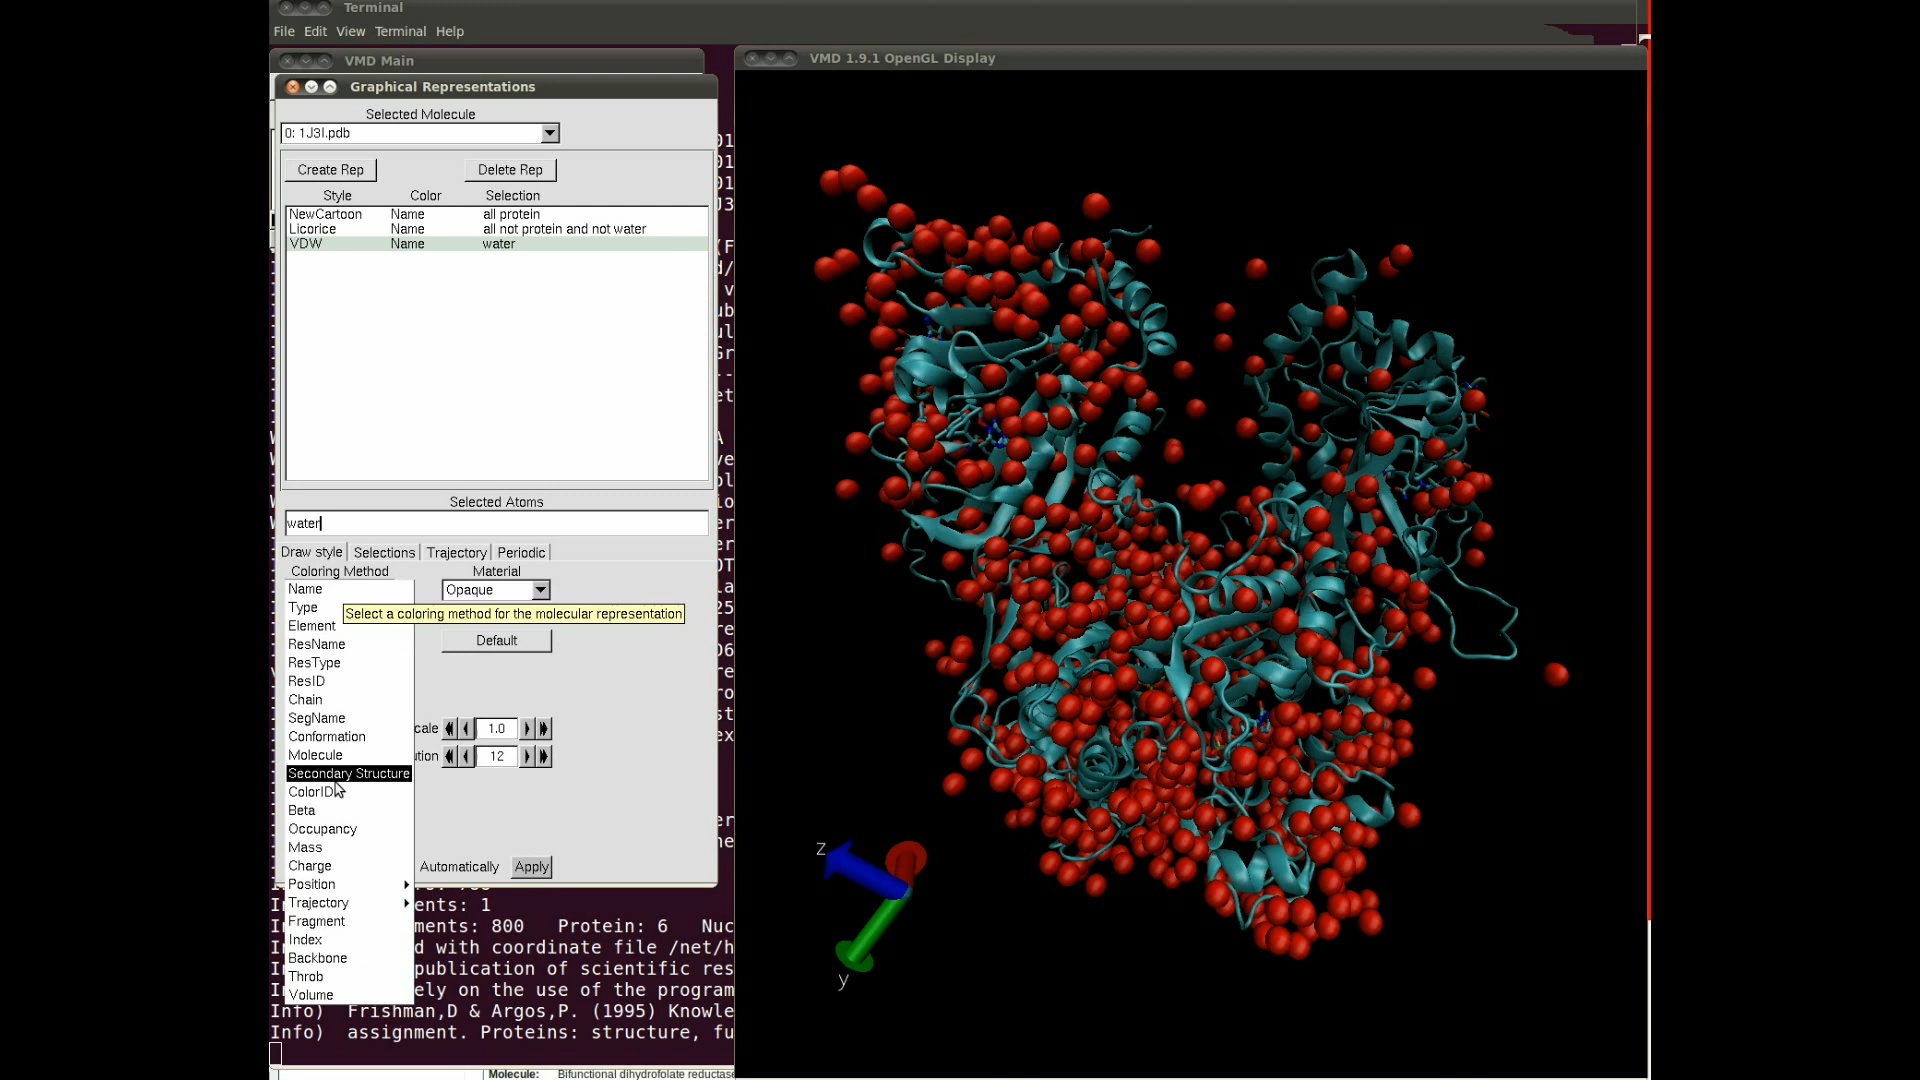 Terminal
File Edit View Terminal Help
VMD Main
VMD 1.9.1 OpenGL Display
Graphical Representations
Selected Molecule
0: 1J3I.pdb
Create Rep Delete Rep
Style Color Selection
NewCartoon Name all protein
Licorice Name all not protein and not water
VDW Name water
Selected Atoms
water
Draw style Selections Trajectory Periodic
Coloring Method Material
Name Opaque
Type
Select a coloring method for the molecular representation
Element
Default
ResName
ResType
ResID
Chain
SegName
Conformation
Molecule
Secondary Structure
ColorID
Beta
Occupancy
Mass
Charge
Position
Trajectory
Fragment
Index
Backbone
Throb
Volume
cale 1.0
tion 12
Automatically Apply
ents: 1
ments: 800 Protein: 6 Nuc
d with coordinate file /net/h
publication of scientific res
ely on the use of the program
Info) Frishman,D & Argos,P. (1995) Knowle
Info) assignment. Proteins: structure, fu
Molecule: Bifunctional dihydrofolate reductase
z
y